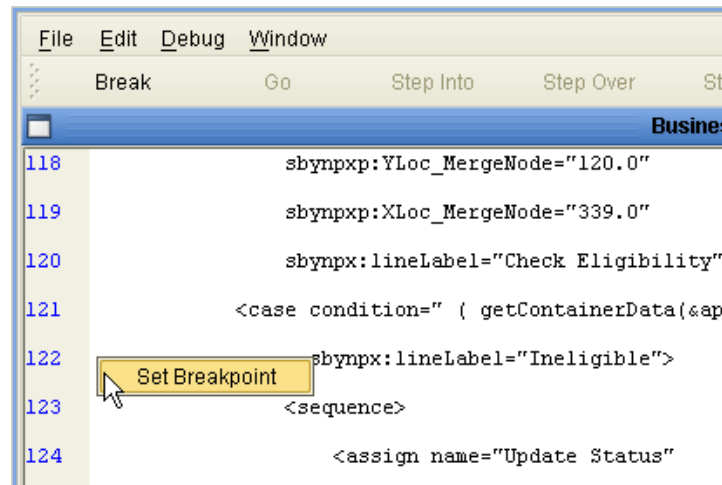 File Edit Debug Window
Break Go Step Into Step Over
Business
118 sbynpxp:YLoc_MergeNode="120.0"
119 sbynpxp:XLoc_MergeNode="339.0"
120 sbynpx:lineLabel="Check Eligibility"
121 <case condition=" ( getContainerData(&ap
122 sbynpx:lineLabel="Ineligible">
Set Breakpoint
123 <sequence>
124 <assign name="Update Status"